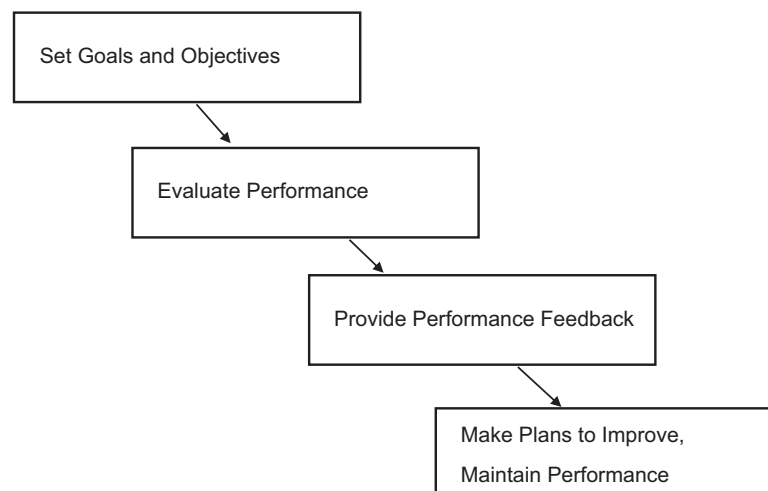 Set Goals and Objectives
Evaluate Performance
Provide Performance Feedback
Make Plans to Improve,
Maintain Performance